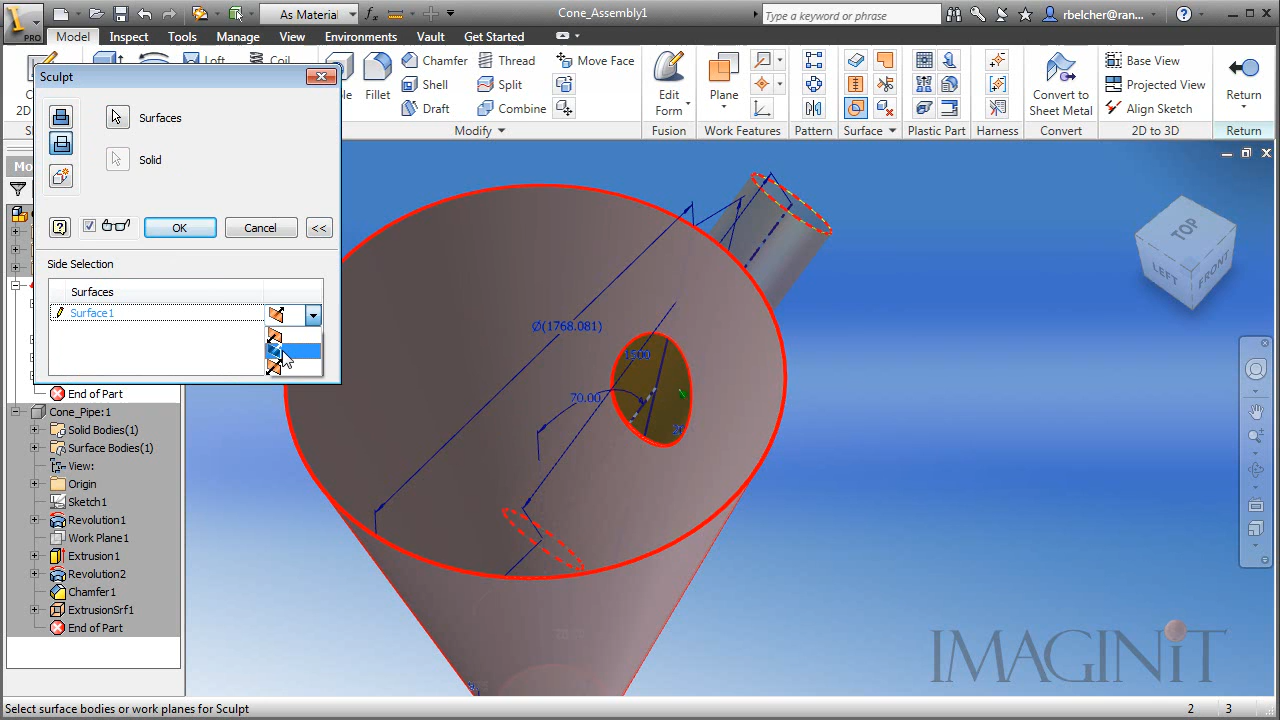 As Material
Cone_Assembly1
Type a keyword or phrase
rbelcher@ran...
PRO
Model Inspect Tools Manage View Environments Vault Get Started
Sculpt
Surfaces
Solid
OK Cancel <<
Side Selection
Surfaces
Surface1
Loft
Coil
Fillet
Chamfer
Shell
Draft
Thread
Split
Combine
Move Face
Modify
Edit
Form
Fusion
Plane
Work Features
Pattern
Surface
Plastic Part
Harness
Convert to
Sheet Metal
Convert
Base View
Projected View
Align Sketch
2D to 3D
Return
Return
End of Part
Cone_Pipe:1
Solid Bodies(1)
Surface Bodies(1)
View:
Origin
Sketch1
Revolution1
Work Plane1
Extrusion1
Revolution2
Chamfer1
ExtrusionSrf1
End of Part
Ø(1768.081)
1500
70.00
TOP
LEFT
FRONT
IMAGINiT
Select surface bodies or work planes for Sculpt
2 3